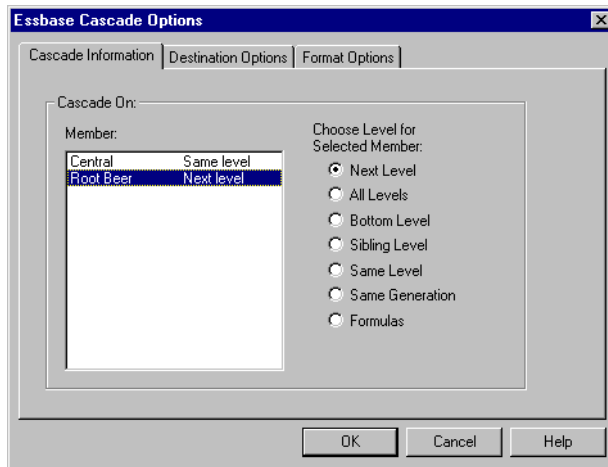 Essbase Cascade Options
Cascade Information Destination Options Format Options
Cascade On:
Member:
Central Same level
Root Beer Next level
Choose Level for
Selected Member:
Next Level
All Levels
Bottom Level
Sibling Level
Same Level
Same Generation
Formulas
OK Cancel Help